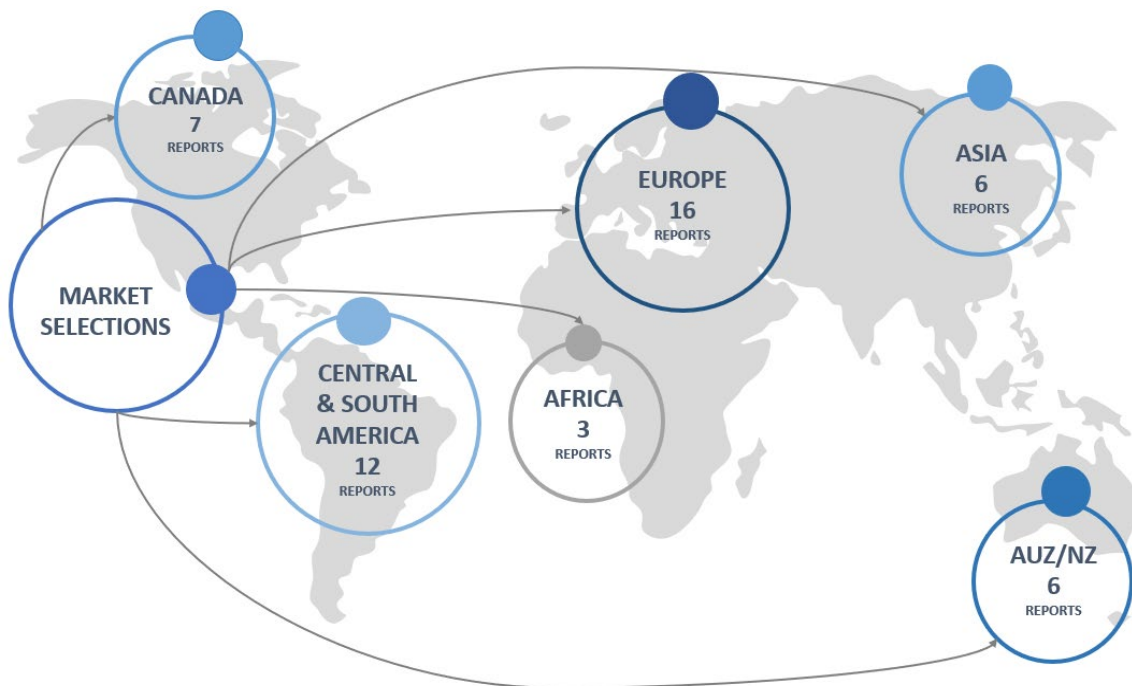 CANADA
7
REPORTS
MARKET
SELECTIONS
CENTRAL
& SOUTH
AMERICA
12
REPORTS
EUROPE
16
REPORTS
AFRICA
3
REPORTS
ASIA
6
REPORTS
AUZ/NZ
6
REPORTS